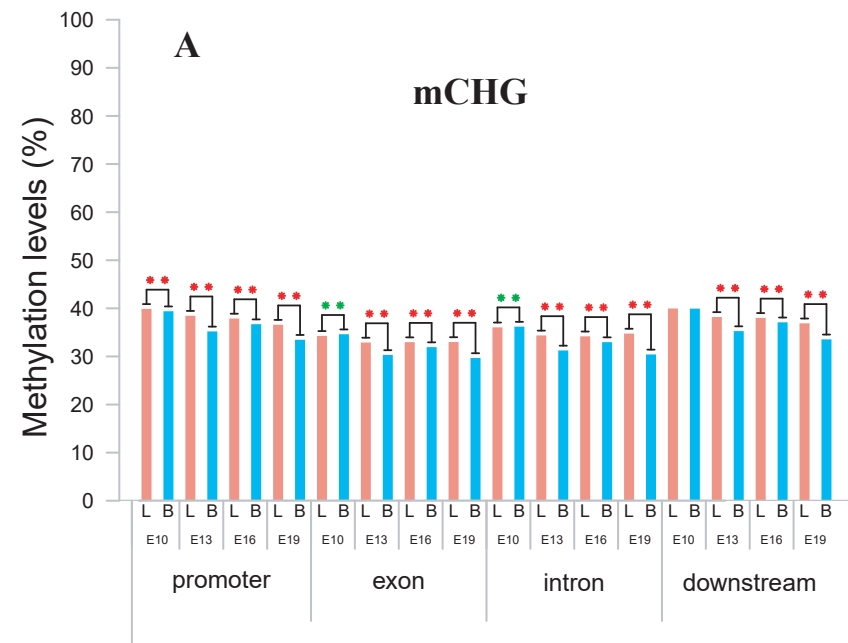 A
mCHG
Methylation levels (%)
100
90
80
70
60
50
40
30
20
10
0
** ** ** ** ** ** ** ** ** ** ** ** ** ** **
L B L B L B L B L B L B L B L B L B L B L B L B L B L B L B L B
E10 E13 E16 E19 E10 E13 E16 E19 E10 E13 E16 E19 E10 E13 E16 E19
promoter exon intron downstream